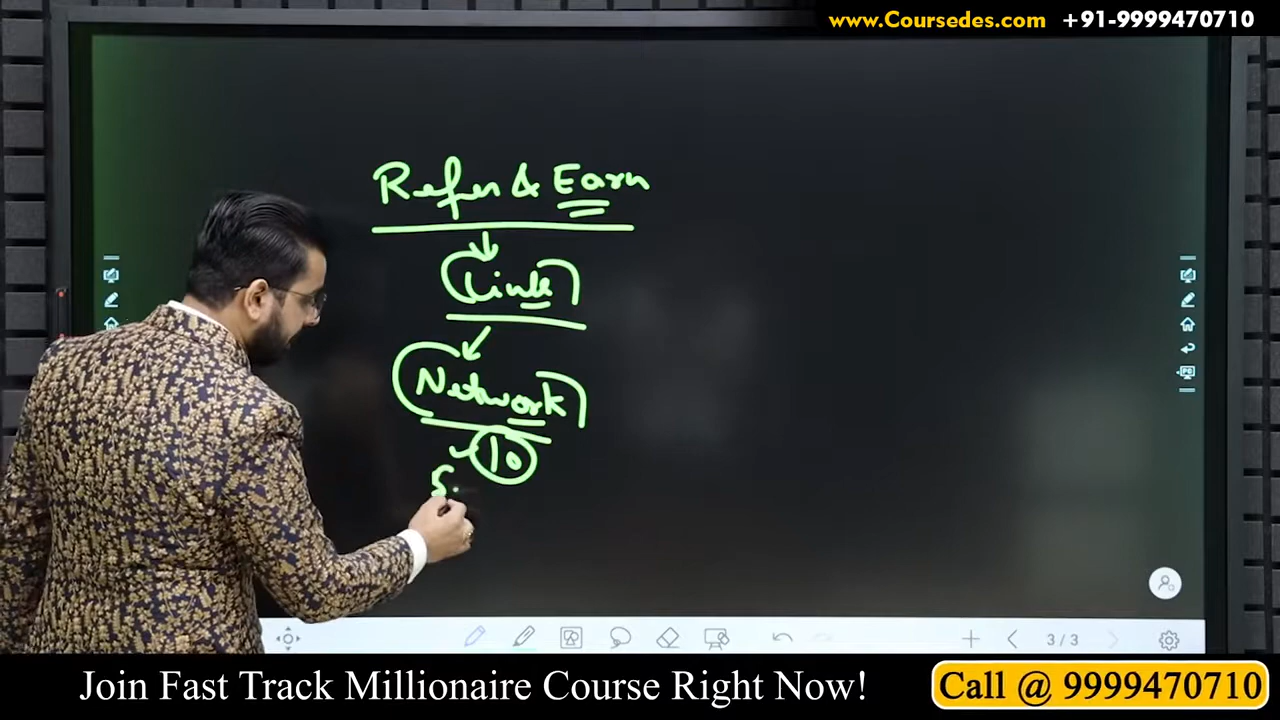 www.Coursedes.com +91-9999470710
Refer & Earn
Link
Network
10
5.
3/3
Join Fast Track Millionaire Course Right Now!
Call @ 9999470710